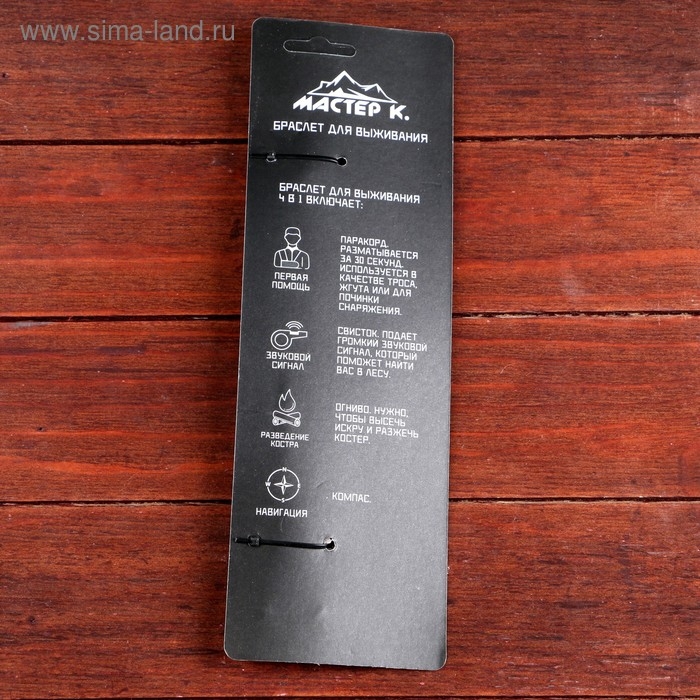 www.sima-land.ru
МАСТЕР К.
БРАСЛЕТ ДЛЯ ВЫЖИВАНИЯ
БРАСЛЕТ ДЛЯ ВЫЖИВАНИЯ
4 В 1 ВКЛЮЧАЕТ:
ПЕРВАЯ
ПОМОЩЬ
ПАРАКОРД.
РАЗМАТЫВАЕТСЯ
ЗА 30 СЕКУНД.
ИСПОЛЬЗУЕТСЯ В
КАЧЕСТВЕ ТРОСА,
ЖГУТА ИЛИ ДЛЯ
ПОЧИНКИ
СНАРЯЖЕНИЯ.
ЗВУКОВОЙ
СИГНАЛ
СВИСТОК. ПОДАЕТ
ГРОМКИЙ ЗВУКОВОЙ
СИГНАЛ, КОТОРЫЙ
ПОМОЖЕТ НАЙТИ
ВАС В ЛЕСУ.
РАЗВЕДЕНИЕ
КОСТРА
ОГНИВО. НУЖНО,
ЧТОБЫ ВЫСЕЧЬ
ИСКРУ И РАЗЖЕЧЬ
КОСТЕР.
N
W E
S
НАВИГАЦИЯ
КОМПАС.